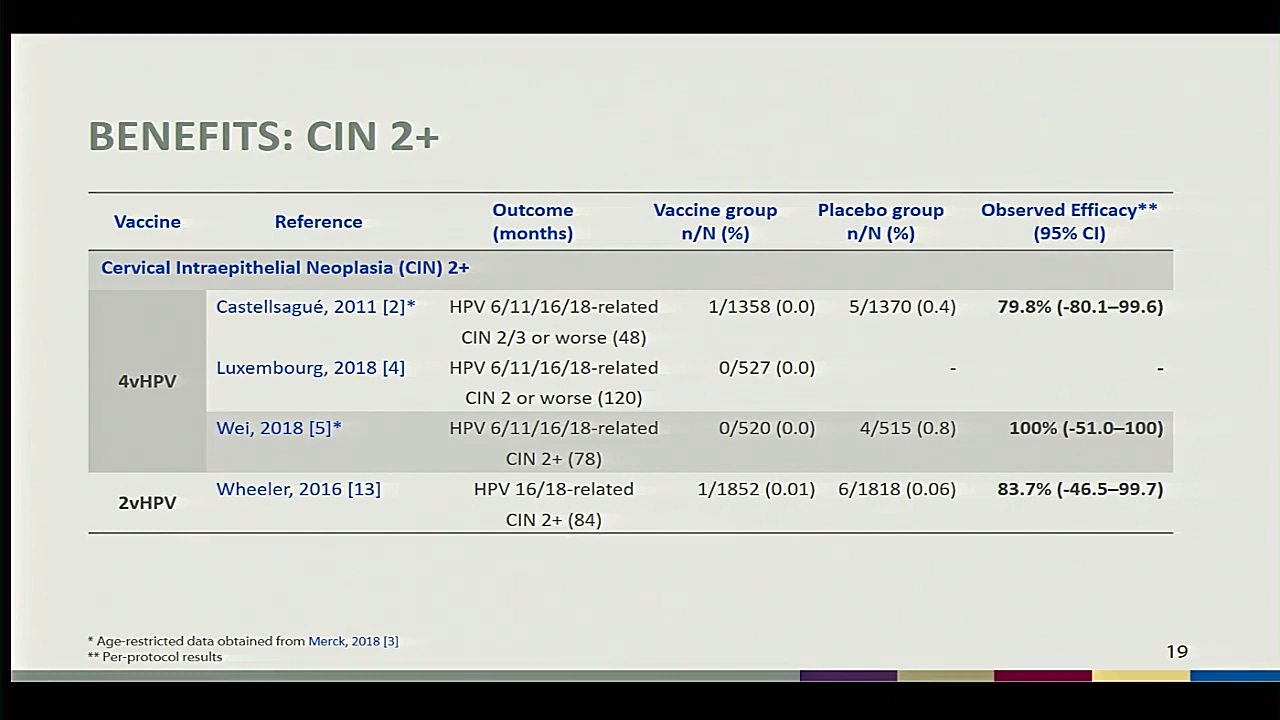 BENEFITS: CIN 2+
Vaccine Reference Outcome (months) Vaccine group n/N (%) Placebo group n/N (%) Observed Efficacy** (95% CI)
Cervical Intraepithelial Neoplasia (CIN) 2+
4vHPV
Castellsagué, 2011 [2]* HPV 6/11/16/18-related 1/1358 (0.0) 5/1370 (0.4) 79.8% (-80.1–99.6)
CIN 2/3 or worse (48)
Luxembourg, 2018 [4] HPV 6/11/16/18-related 0/527 (0.0) - -
CIN 2 or worse (120)
Wei, 2018 [5]* HPV 6/11/16/18-related 0/520 (0.0) 4/515 (0.8) 100% (-51.0–100)
CIN 2+ (78)
2vHPV
Wheeler, 2016 [13] HPV 16/18-related 1/1852 (0.01) 6/1818 (0.06) 83.7% (-46.5–99.7)
CIN 2+ (84)
* Age-restricted data obtained from Merck, 2018 [3]
** Per-protocol results
19